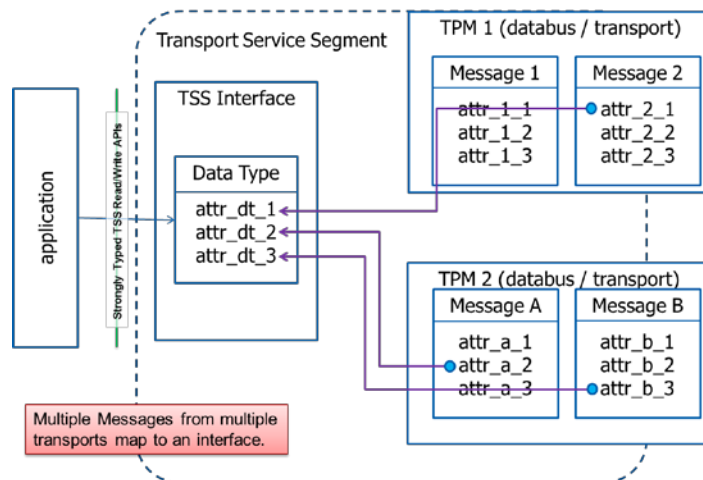 Transport Service Segment
TPM 1 (databus / transport)
Message 1
attr_1_1
attr_1_2
attr_1_3
Message 2
attr_2_1
attr_2_2
attr_2_3
application
Strongly Typed TSS Read/Write APIs
TSS Interface
Data Type
attr_dt_1
attr_dt_2
attr_dt_3
TPM 2 (databus / transport)
Message A
attr_a_1
attr_a_2
attr_a_3
Message B
attr_b_1
attr_b_2
attr_b_3
Multiple Messages from multiple
transports map to an interface.